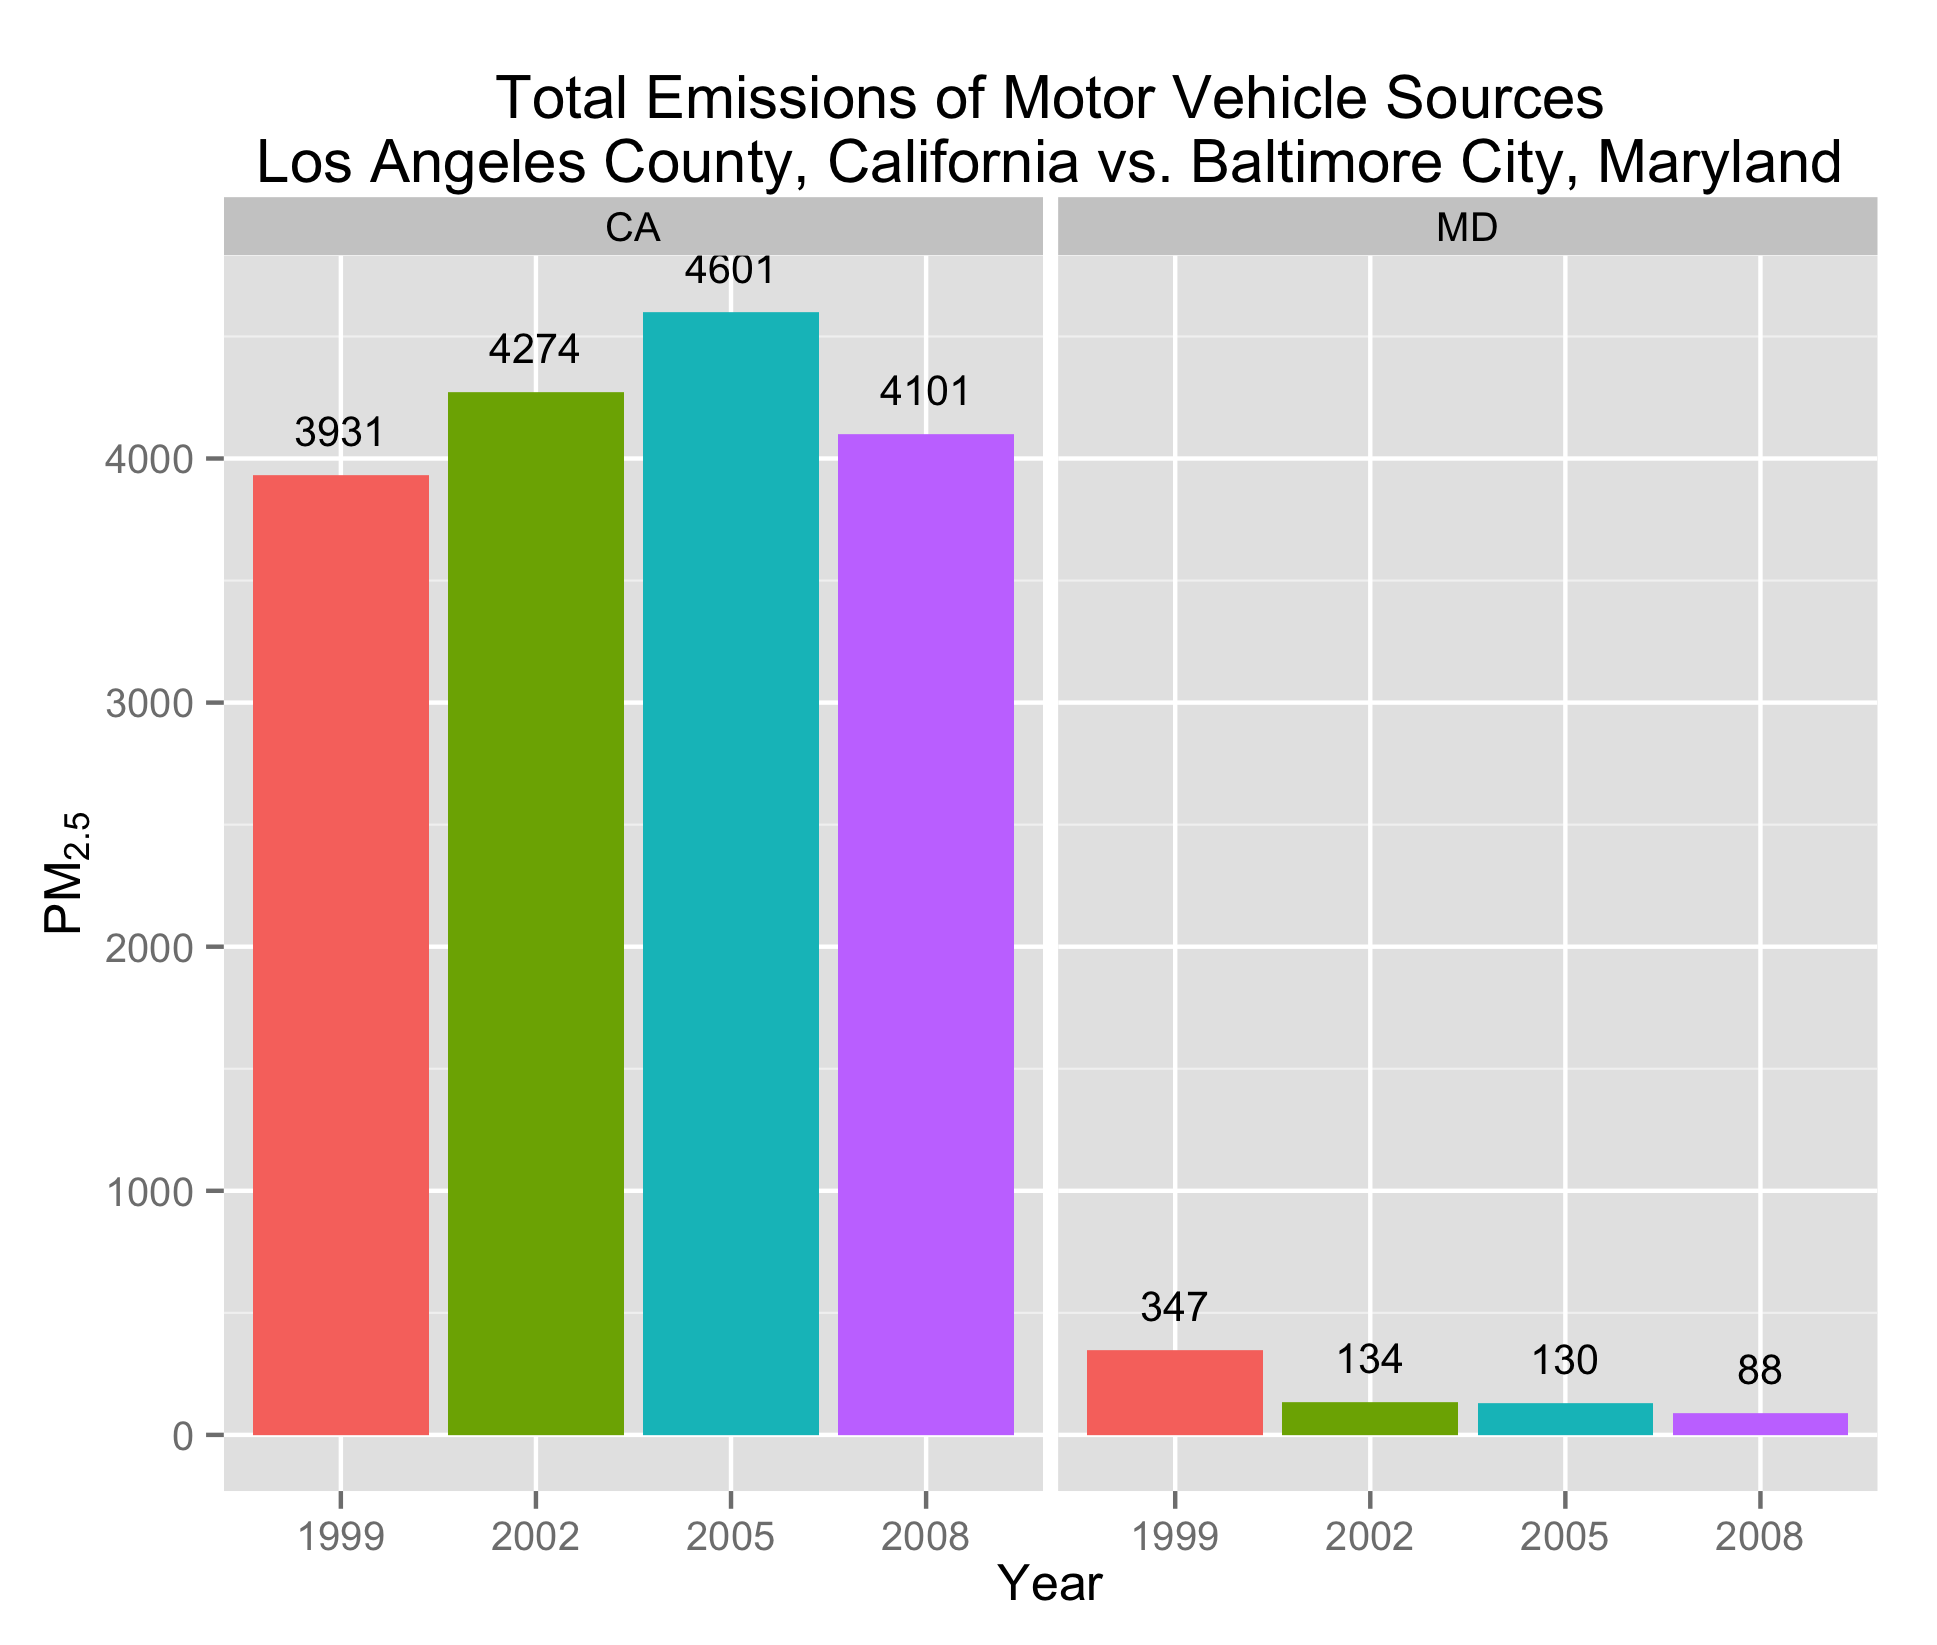 Total Emissions of Motor Vehicle Sources
Los Angeles County, California vs. Baltimore City, Maryland
CA
MD
4601
4274
4101
3931
347
134
130
88
4000
3000
2000
1000
0
PM2.5
1999 2002 2005 2008
1999 2002 2005 2008
Year